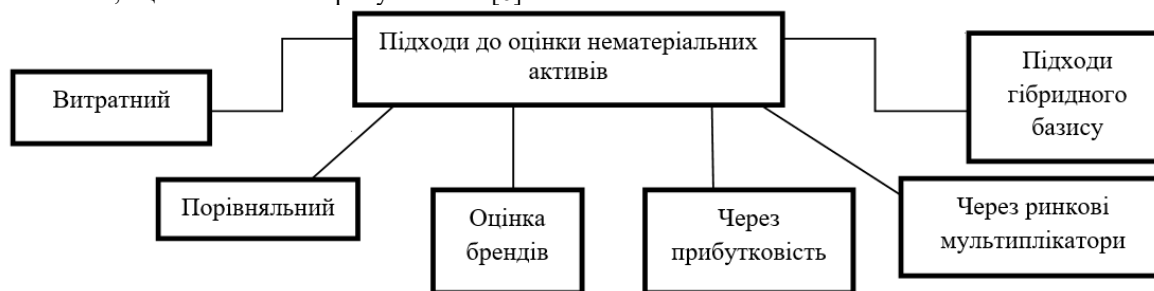 Підходи до оцінки нематеріальних
активів
Витратний
Підходи
гібридного
базису
Порівняльний
Оцінка
брендів
Через
прибутковість
Через ринкові
мультиплікатори